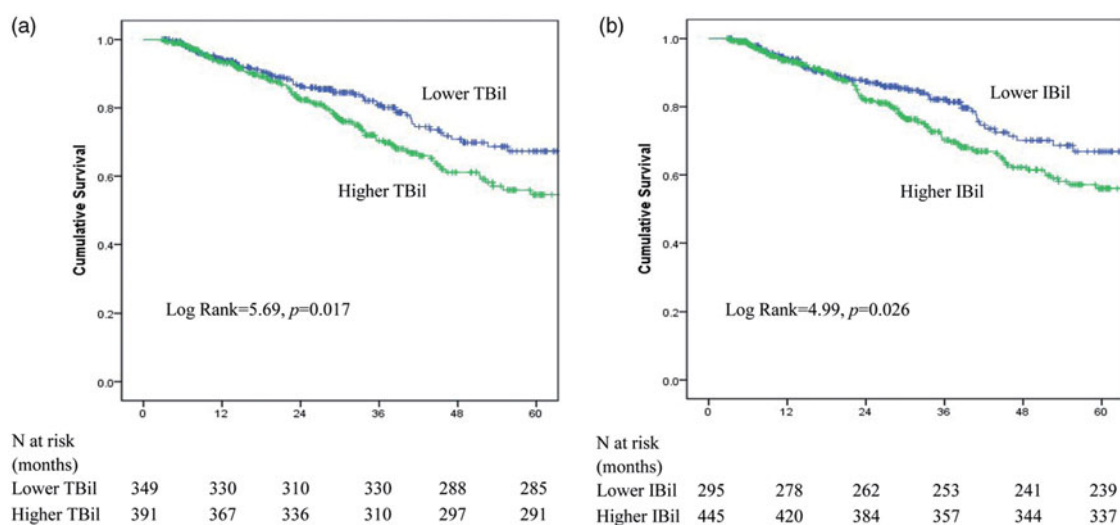 (a)
1.0
0.8
0.6
0.4
0.2
0.0
Cumulative Survival
Lower TBil
Higher TBil
Log Rank=5.69, p=0.017
0 12 24 36 48 60
N at risk
(months)
Lower TBil 349 330 310 330 288 285
Higher TBil 391 367 336 310 297 291
(b)
1.0
0.8
0.6
0.4
0.2
0.0
Cumulative Survival
Lower IBil
Higher IBil
Log Rank=4.99, p=0.026
0 12 24 36 48 60
N at risk
(months)
Lower IBil 295 278 262 253 241 239
Higher IBil 445 420 384 357 344 337